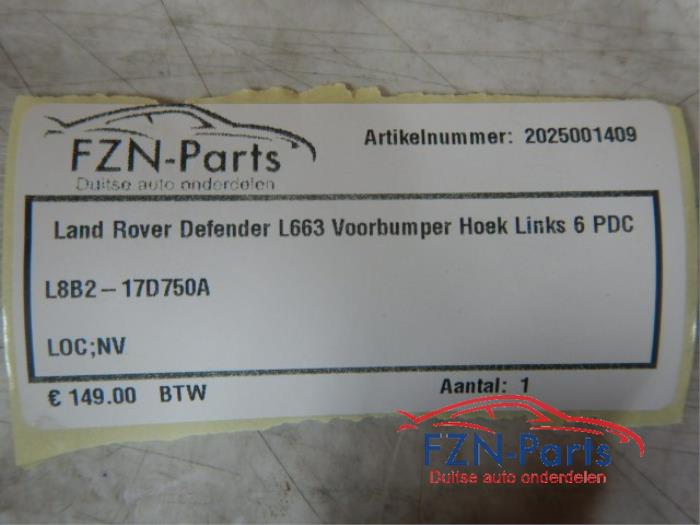 FZN-Parts
Duitse auto onderdelen
Artikelnummer: 2025001409
Land Rover Defender L663 Voorbumper Hoek Links 6 PDC
L8B2-17D750A
LOC;NV
€ 149.00 BTW
Aantal: 1
FZN-Parts
Duitse auto onderdelen